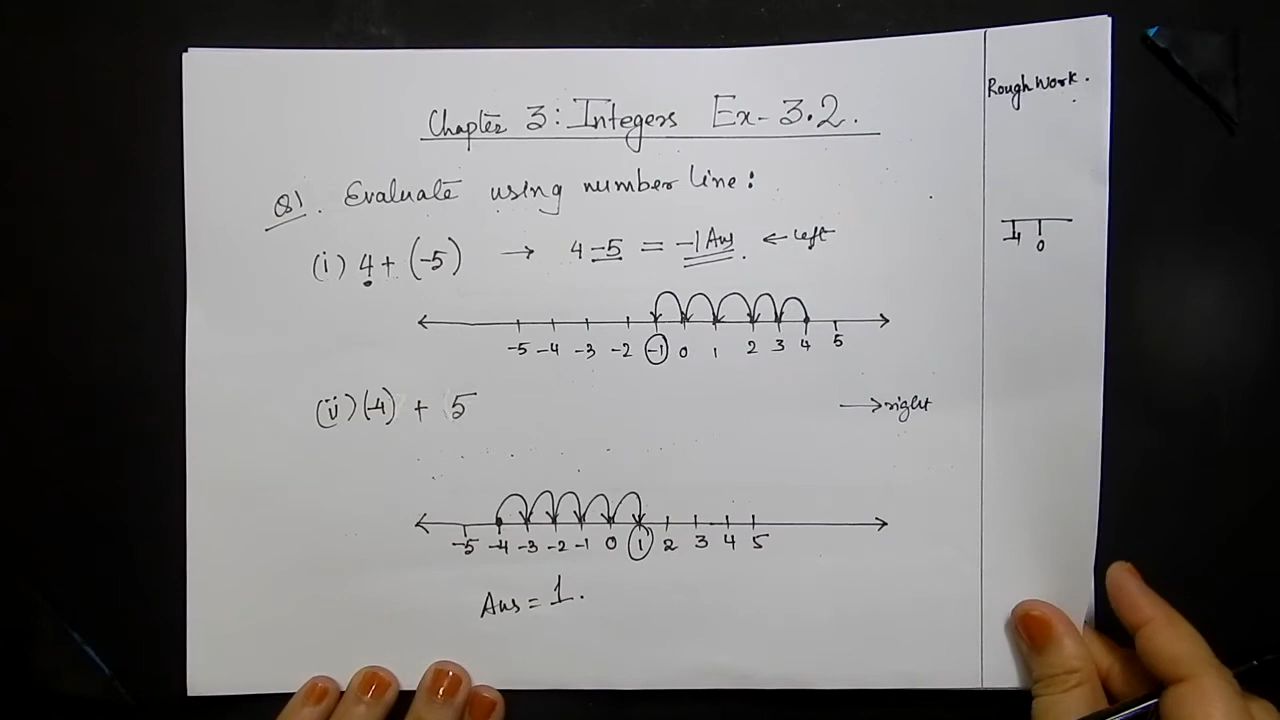 Chapter 3: Integers Ex- 3.2.
Rough Work.
Q1. Evaluate using number line:
(i) 4 + (-5) → 4 - 5 = -1 Ans. ← left
-4 0
-5 -4 -3 -2 -1 0 1 2 3 4 5
(ii) (-4) + 5 → right
-5 -4 -3 -2 -1 0 1 2 3 4 5
Ans = 1.